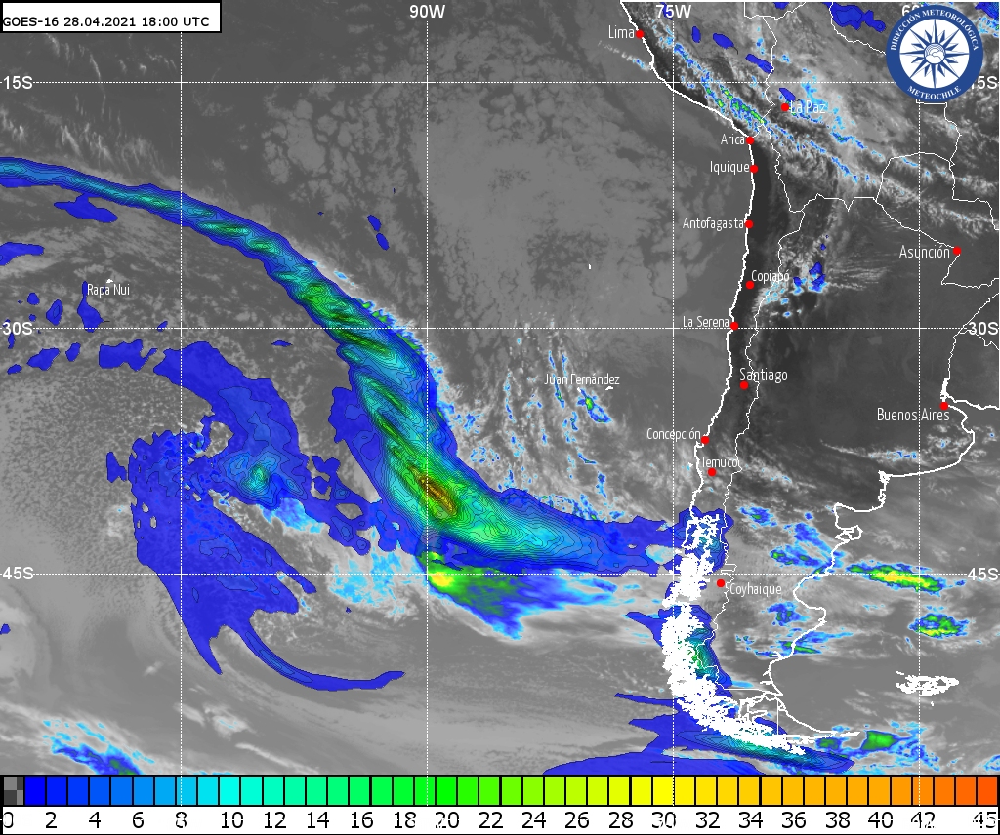 GOES-16 28.04.2021 18:00 UTC
90W
75W
60
DIRECCIÓN METEOROLÓGICA
METEOCHILE
Lima
15S
5S
La Paz
Arica
Iquique
Antofagasta
Asunción
Copiapó
Rapa Nui
La Serena
30S
30S
Juan Fernández
Santiago
Buenos Aires
Concepción
Temuco
45S
45S
Coyhaique
0 2 4 6 8 10 12 14 16 18 20 22 24 26 28 30 32 34 36 38 40 42 43 45